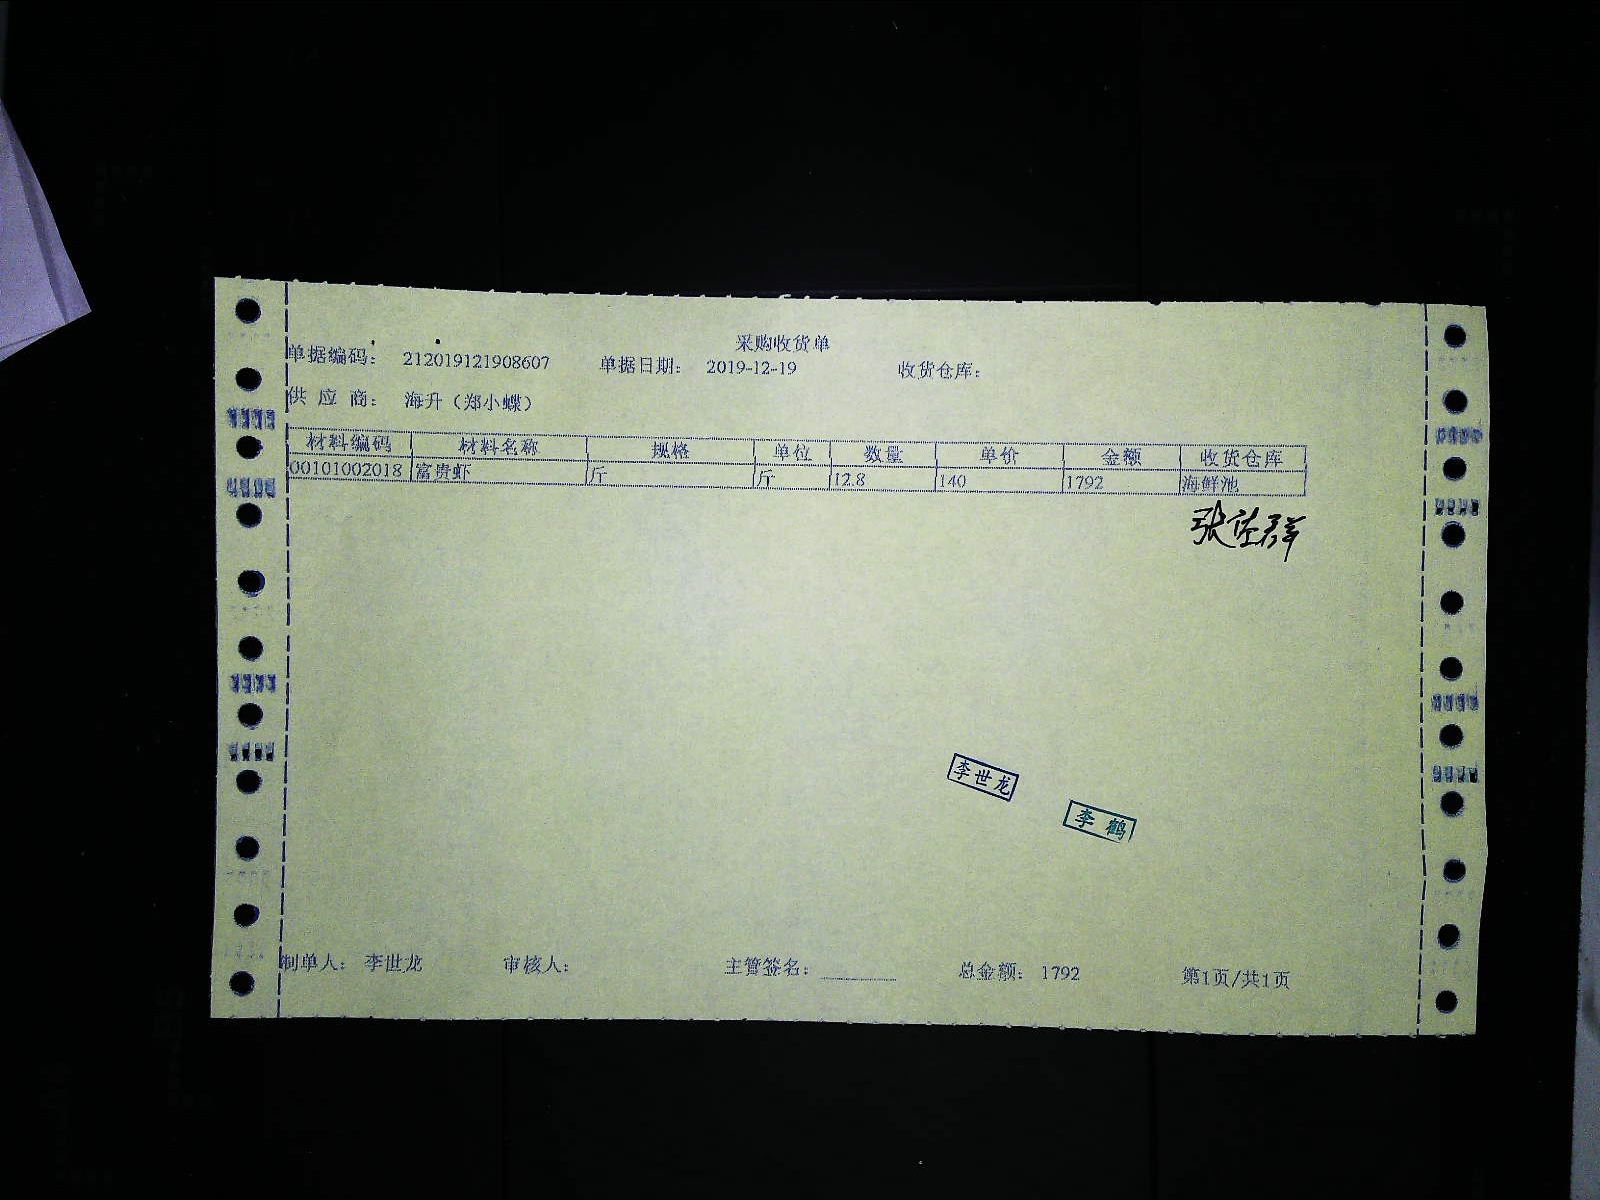 采购收货单
单据编码： 212019121908607 单据日期： 2019-12-19 收货仓库：
供 应 商： 海升（郑小蝶）
材料编码 材料名称 规格 单位 数量 单价 金额 收货仓库
00101002018 富贵虾 斤 斤 12.8 140 1792 海鲜池
李世龙
李鹤
制单人： 李世龙 审核人： 主管签名： 总金额： 1792 第1页/共1页